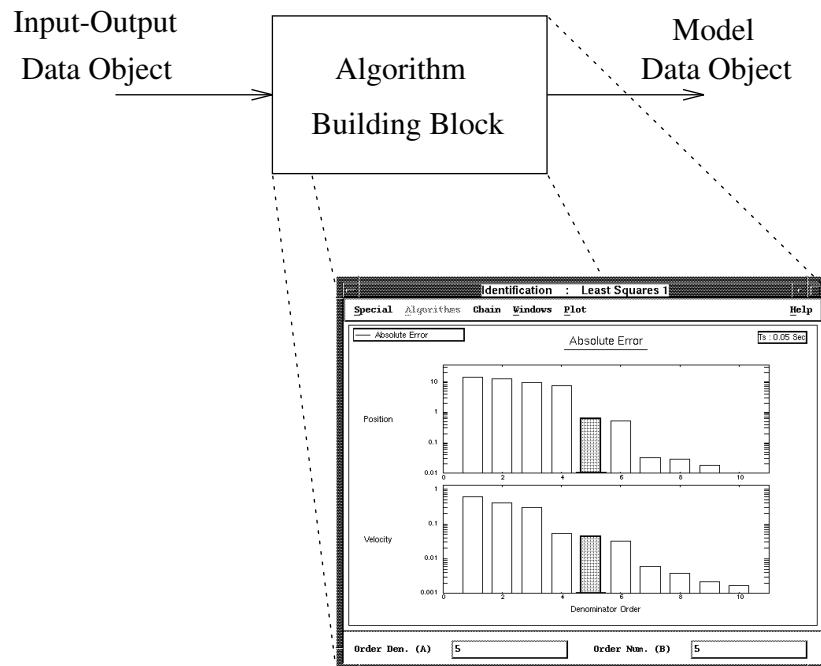 Input-Output
Data Object
Algorithm
Building Block
Model
Data Object
Identification : Least Squares 1
Special Algorithms Chain Windows Plot Help
Absolute Error
Absolute Error
Ts : 0.05 Sec
Position
10
1
0.1
0.01
0 2 4 6 8 10
Velocity
1
0.1
0.01
0.001
0 2 4 6 8 10
Denominator Order
Order Den. (A) 5 Order Num. (B) 5